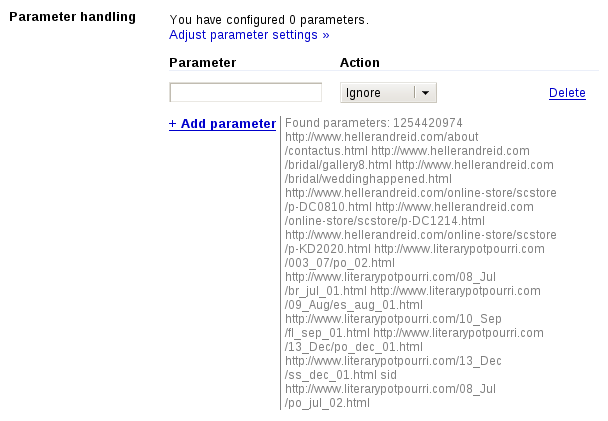 Parameter handling
You have configured 0 parameters.
Adjust parameter settings »
Parameter Action
Ignore Delete
+ Add parameter
Found parameters: 1254420974
http://www.hellerandreid.com/about
/contactus.html http://www.hellerandreid.com
/bridal/gallery8.html http://www.hellerandreid.com
/bridal/weddinghappened.html
http://www.hellerandreid.com/online-store/scstore
/p-DC0810.html http://www.hellerandreid.com
/online-store/scstore/p-DC1214.html
http://www.hellerandreid.com/online-store/scstore
/p-KD2020.html http://www.literarypotpourri.com
/003_07/po_02.html
http://www.literarypotpourri.com/08_Jul
/br_jul_01.html http://www.literarypotpourri.com
/09_Aug/es_aug_01.html
http://www.literarypotpourri.com/10_Sep
/fl_sep_01.html http://www.literarypotpourri.com
/13_Dec/po_dec_01.html
http://www.literarypotpourri.com/13_Dec
/ss_dec_01.html sid
http://www.literarypotpourri.com/08_Jul
/po_jul_02.html